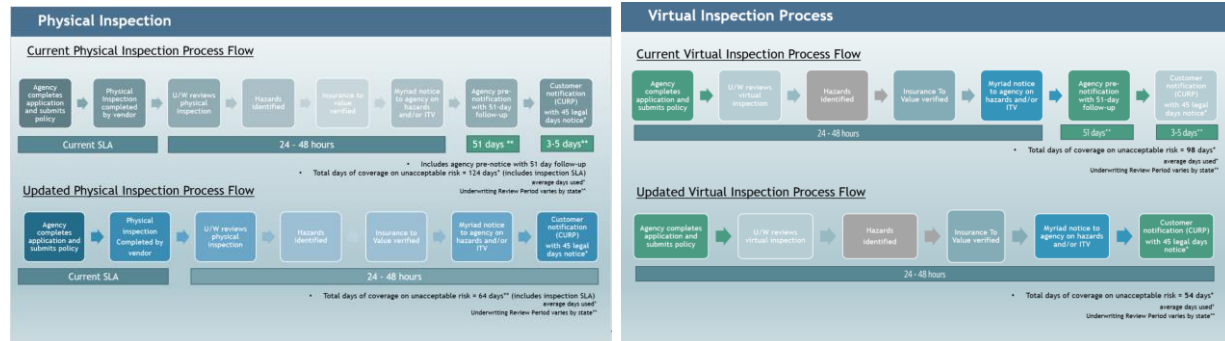 Physical Inspection
Current Physical Inspection Process Flow
Agency
completes
application
and submits
policy
Physical
Inspection
completed
by vendor
U/W reviews
physical
inspection
Hazards
identified
Insurance to
value
verified
Myriad notice
to agency on
hazards
and/or ITV
Agency pre-
notification
with 51-day
follow-up
Customer
notification
(CURP)
with 45 legal
days notice*
Current SLA
24 - 48 hours
51 days **
3-5 days**
• Includes agency pre-notice with 51 day follow-up
• Total days of coverage on unacceptable risk = 124 days* (includes inspection SLA)
average days used*
Underwriting Review Period varies by state**
Updated Physical Inspection Process Flow
Agency
completes
application and
submits policy
Physical
inspection
Completed by
vendor
U/W reviews
physical
inspection
Hazards
Identified
Insurance to
Value verified
Myriad notice to
agency on
hazards and/or
ITV
Customer
notification
(CURP)
with 45 legal
days notice*
Current SLA
24 - 48 hours
• Total days of coverage on unacceptable risk = 64 days** (includes inspection SLA)
average days used*
Underwriting Review Period varies by state**
Virtual Inspection Process
Current Virtual Inspection Process Flow
Agency
completes
application and
submits policy
U/W reviews
virtual
inspection
Hazards
identified
Insurance To
Value verified
Myriad notice
to agency on
hazards
and/or ITV
Agency pre-
notification
with 51-day
follow-up
Customer
notification
(CURP)
with 45 legal
days notice*
24 - 48 hours
51 days**
3-5 days**
• Total days of coverage on unacceptable risk = 98 days*
average days used*
Underwriting Review Period varies by state**
Updated Virtual Inspection Process Flow
Agency completes
application and
submits policy
U/W reviews
virtual inspection
Hazards
identified
Insurance To
Value verified
Myriad notice to
agency on hazards
and/or ITV
Customer
notification
(CURP)
with 45 legal days
notice*
24 - 48 hours
• Total days of coverage on unacceptable risk = 54 days*
average days used*
Underwriting Review Period varies by state**